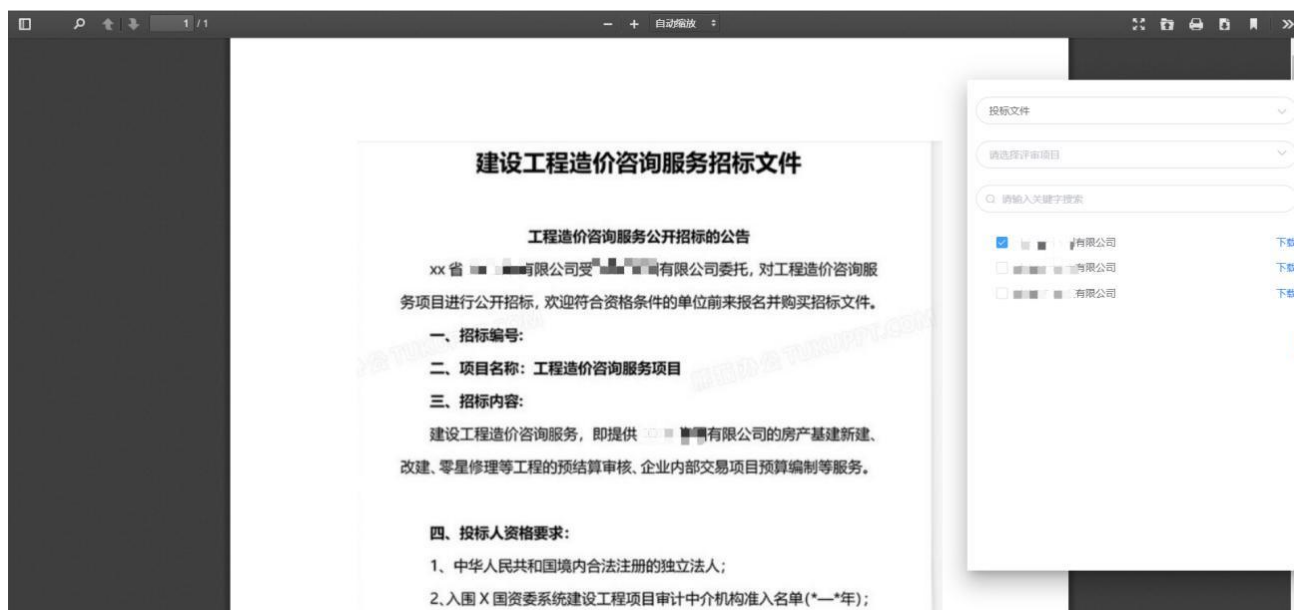 1 / 1
自动缩放
建设工程造价咨询服务招标文件
工程造价咨询服务公开招标的公告
xx 省 有限公司受 有限公司委托，对工程造价咨询服
务项目进行公开招标，欢迎符合资格条件的单位前来报名并购买招标文件。
一、招标编号:
二、项目名称：工程造价咨询服务项目
三、招标内容:
建设工程造价咨询服务，即提供 有限公司的房产基建新建、
改建、零星修理等工程的预结算审核、企业内部交易项目预算编制等服务。
四、投标人资格要求:
1、中华人民共和国境内合法注册的独立法人；
2、入围 X 国资委系统建设工程项目审计中介机构准入名单(*—*年)；
投标文件
请选择评审项目
请输入关键字搜索
有限公司 下载
有限公司 下载
有限公司 下载